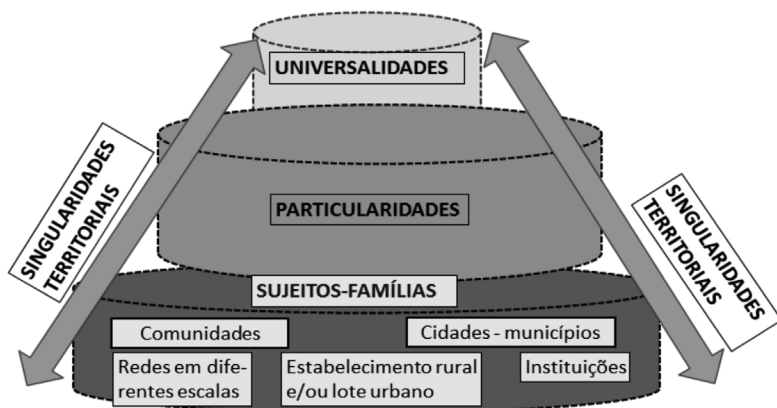 UNIVERSALIDADES
SINGULARIDADES
TERRITORIAIS
PARTICULARIDADES
SINGULARIDADES
TERRITORIAIS
SUJEITOS-FAMÍLIAS
Comunidades
Cidades - municípios
Redes em dife-
rentes escalas
Estabelecimento rural
e/ou lote urbano
Instituições